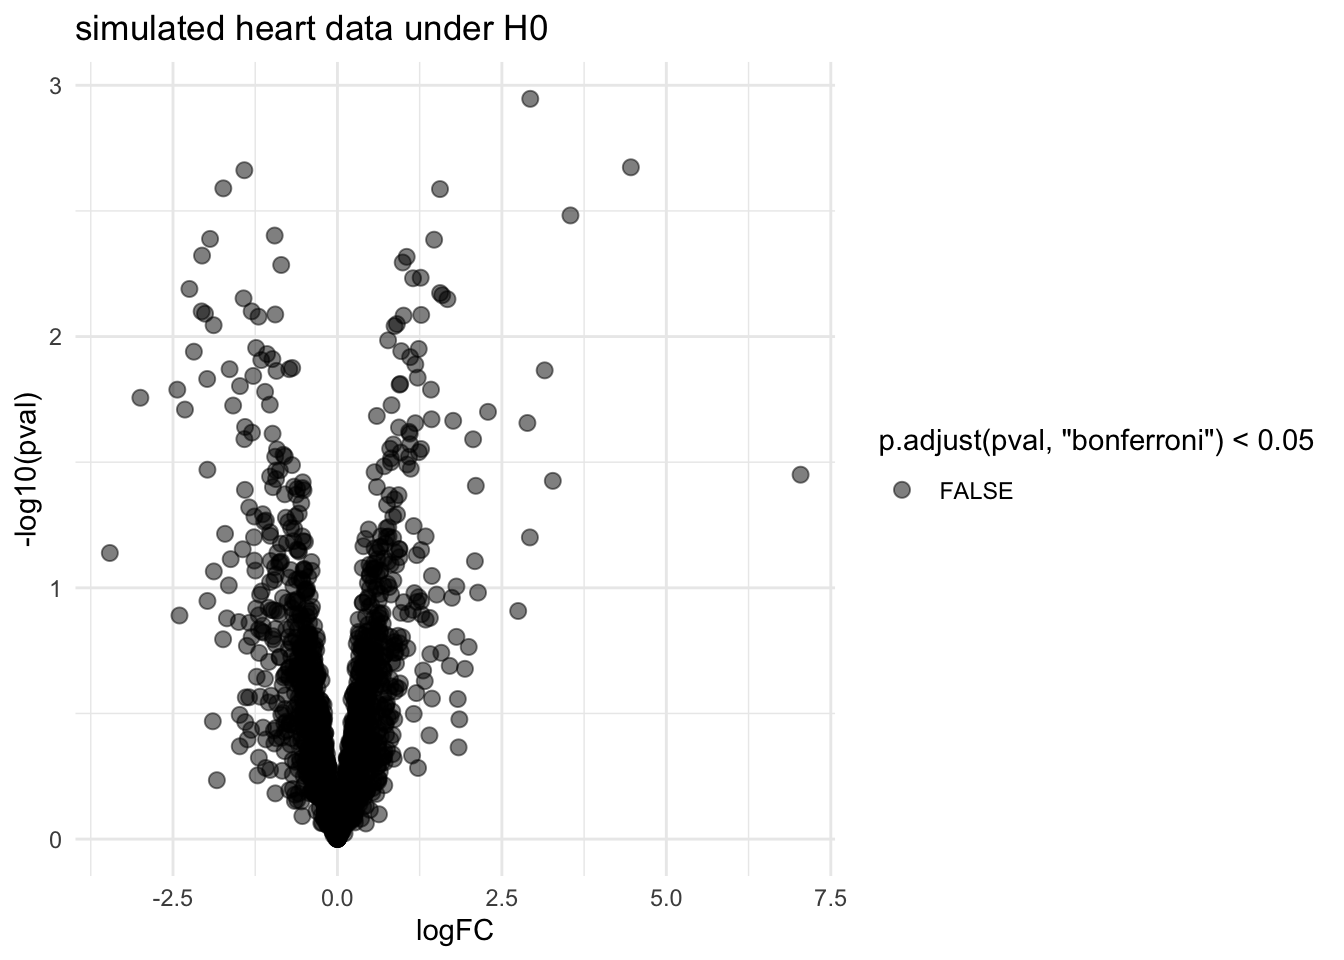 simulated heart data under H0
3
2
1
0
-log10(pval)
-2.5
0.0
2.5
5.0
7.5
logFC
p.adjust(pval, "bonferroni") < 0.05
FALSE